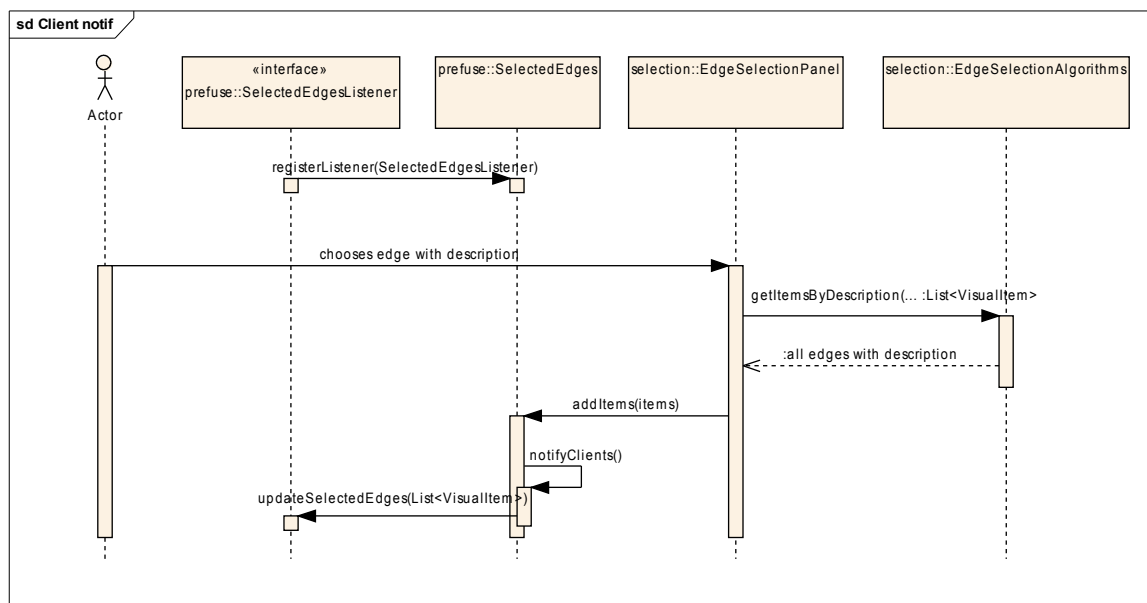 sd Client notif
«interface»
prefuse::SelectedEdgesListener
prefuse::SelectedEdges
selection::EdgeSelectionPanel
selection::EdgeSelectionAlgorithms
Actor
registerListener(SelectedEdgesListener)
chooses edge with description
getItemsByDescription(... :List<VisualItem>
:all edges with description
addItems(items)
notifyClients()
updateSelectedEdges(List<VisualItem>)